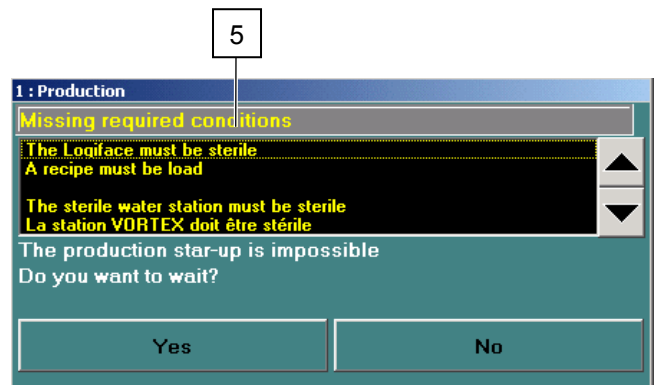 5
1 : Production
Missing required conditions
The Logiface must be sterile
A recipe must be load
The sterile water station must be sterile
La station VORTEX doit être stérile
The production star-up is impossible
Do you want to wait?
Yes
No